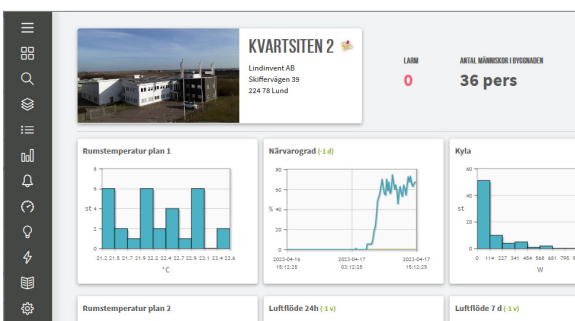 KVARTSITEN 2
Lindinvent AB
Skiffervägen 39
224 78 Lund
LARM
0
ANTAL MÄNNISKOR I BYGGNADEN
36 pers
Rumstemperatur plan 1
8
6
st 4
2
0
21.2 21.5 21.7 21.9 22.2 22.4 22.7 22.9 23.1 23.4 23.6
°C
Närvarograd (-1 d)
80
60
% 40
20
0
2023-04-16 2023-04-17 2023-04-17
15:12:25 03:12:25 15:12:25
Kyla
60
40
st
20
0
0 114 227 341 454 568 681 795
W
Rumstemperatur plan 2
Luftflöde 24h (-1 v)
Luftflöde 7 d (-1 v)